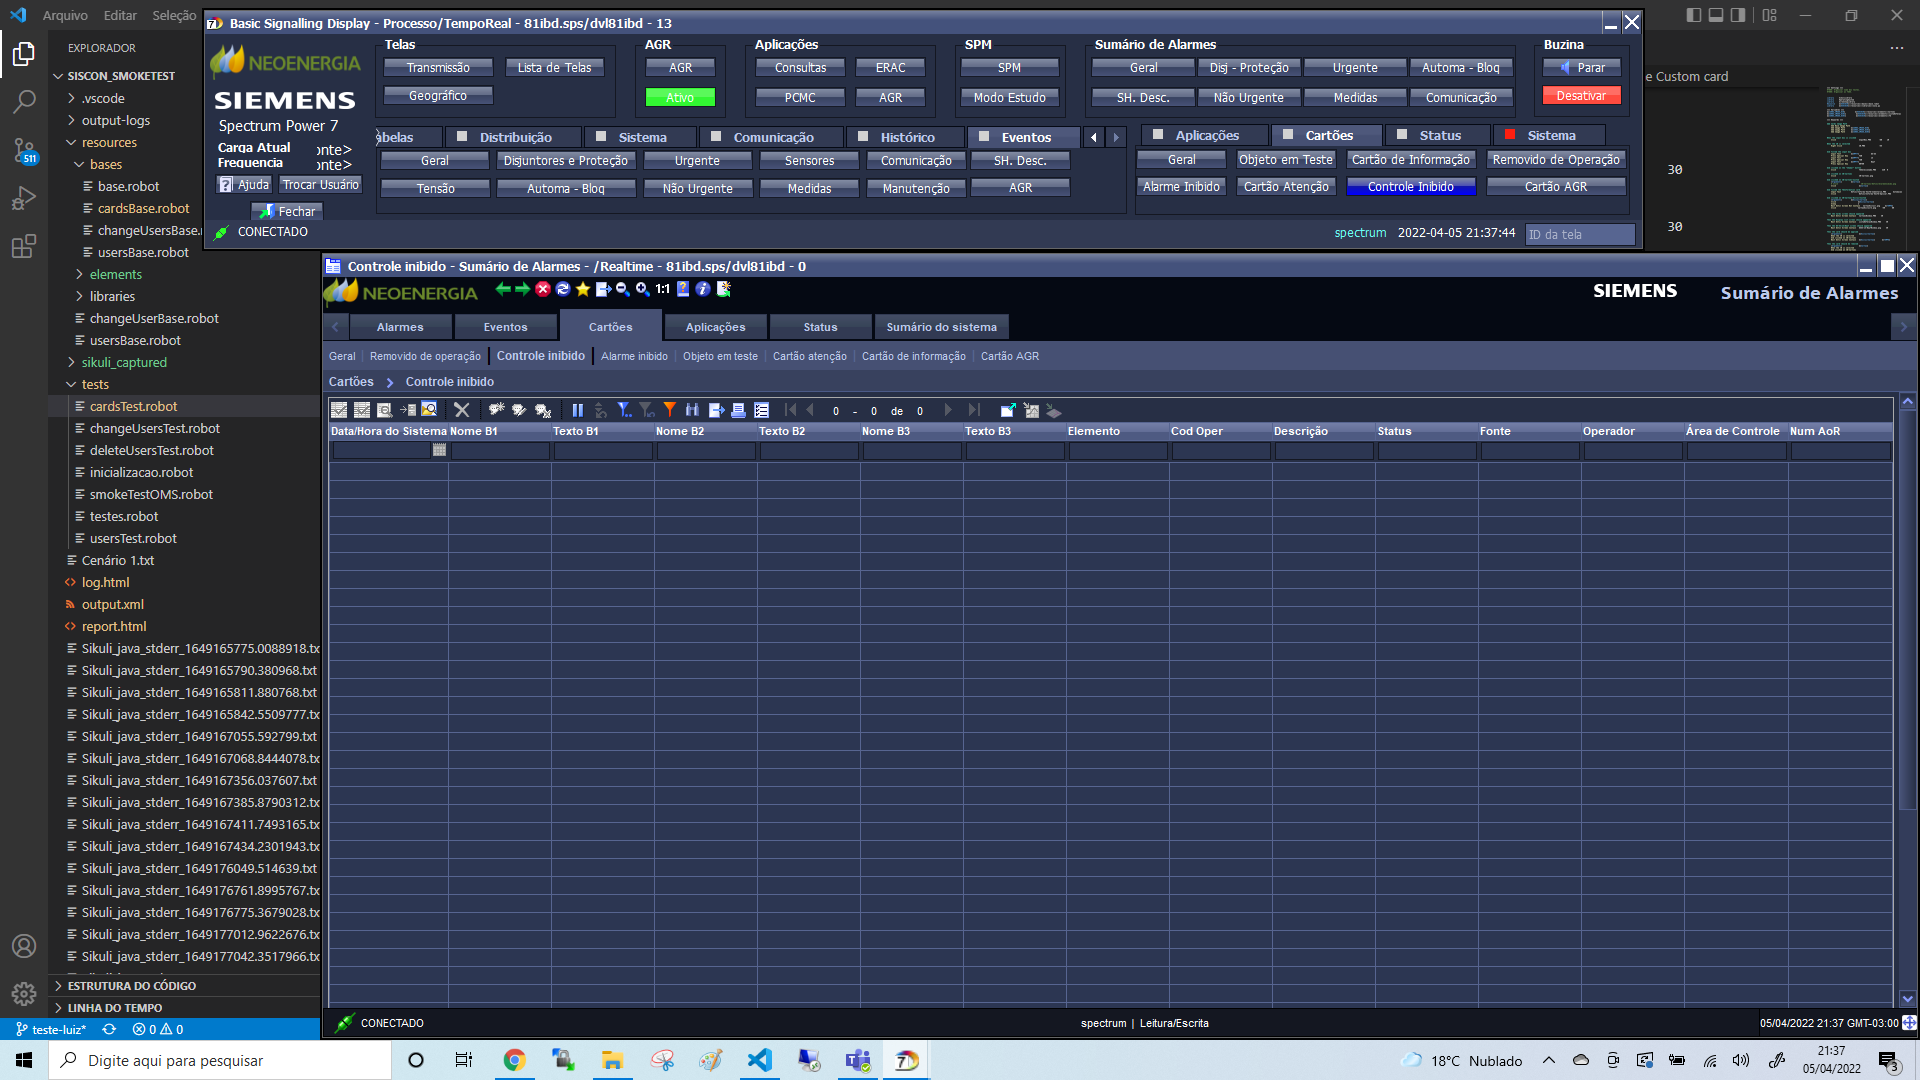 Arquivo Editar Seleção
Basic Signalling Display - Processo/TempoReal - 81ibd.sps/dvl81ibd - 13
NEOENERGIA
SIEMENS
Spectrum Power 7
Carga Atual onte>
Frequencia onte>
Ajuda Trocar Usuário
Fechar
CONECTADO
Telas
Transmissão Lista de Telas
Geográfico
AGR
AGR
Ativo
Aplicações
Consultas ERAC
PCMC AGR
SPM
SPM
Modo Estudo
Sumário de Alarmes
Geral Disj - Proteção Urgente Automa - Bloq
SH. Desc. Não Urgente Medidas Comunicação
Buzina
Parar
Desativar
belas Distribuição Sistema Comunicação Histórico Eventos
Geral Disjuntores e Proteção Urgente Sensores Comunicação SH. Desc.
Tensão Automa - Bloq Não Urgente Medidas Manutenção AGR
Aplicações Cartões Status Sistema
Geral Objeto em Teste Cartão de Informação Removido de Operação
Alarme Inibido Cartão Atenção Controle Inibido Cartão AGR
spectrum 2022-04-05 21:37:44 ID da tela
e Custom card
30
30
EXPLORADOR
SISCON_SMOKETEST
.vscode
output-logs
resources
bases
base.robot
cardsBase.robot
changeUsersBase.
usersBase.robot
elements
libraries
changeUserBase.robot
usersBase.robot
sikuli_captured
tests
cardsTest.robot
changeUsersTest.robot
deleteUsersTest.robot
inicializacao.robot
smokeTestOMS.robot
testes.robot
usersTest.robot
Cenário 1.txt
log.html
output.xml
report.html
Sikuli_java_stderr_1649165775.0088918.tx
Sikuli_java_stderr_1649165790.380968.txt
Sikuli_java_stderr_1649165811.880768.txt
Sikuli_java_stderr_1649165842.5509777.tx
Sikuli_java_stderr_1649167055.592799.txt
Sikuli_java_stderr_1649167068.8444078.tx
Sikuli_java_stderr_1649167356.037607.txt
Sikuli_java_stderr_1649167385.8790312.tx
Sikuli_java_stderr_1649167411.7493165.tx
Sikuli_java_stderr_1649167434.2301943.tx
Sikuli_java_stderr_1649176049.514639.txt
Sikuli_java_stderr_1649176761.8995767.tx
Sikuli_java_stderr_1649176775.3679028.tx
Sikuli_java_stderr_1649177012.9622676.tx
Sikuli_java_stderr_1649177042.3517966.tx
ESTRUTURA DO CÓDIGO
LINHA DO TEMPO
511
teste-luiz* 0 0
Controle inibido - Sumário de Alarmes - /Realtime - 81ibd.sps/dvl81ibd - 0
NEOENERGIA 1:1 SIEMENS Sumário de Alarmes
Alarmes Eventos Cartões Aplicações Status Sumário do sistema
Geral Removido de operação Controle inibido Alarme inibido Objeto em teste Cartão atenção Cartão de informação Cartão AGR
Cartões Controle inibido
0 - 0 de 0
Data/Hora do Sistema Nome B1 Texto B1 Nome B2 Texto B2 Nome B3 Texto B3 Elemento Cod Oper Descrição Status Fonte Operador Área de Controle Num AoR
CONECTADO spectrum | Leitura/Escrita 05/04/2022 21:37 GMT-03:00
Digite aqui para pesquisar
18°C Nublado
21:37
05/04/2022
3